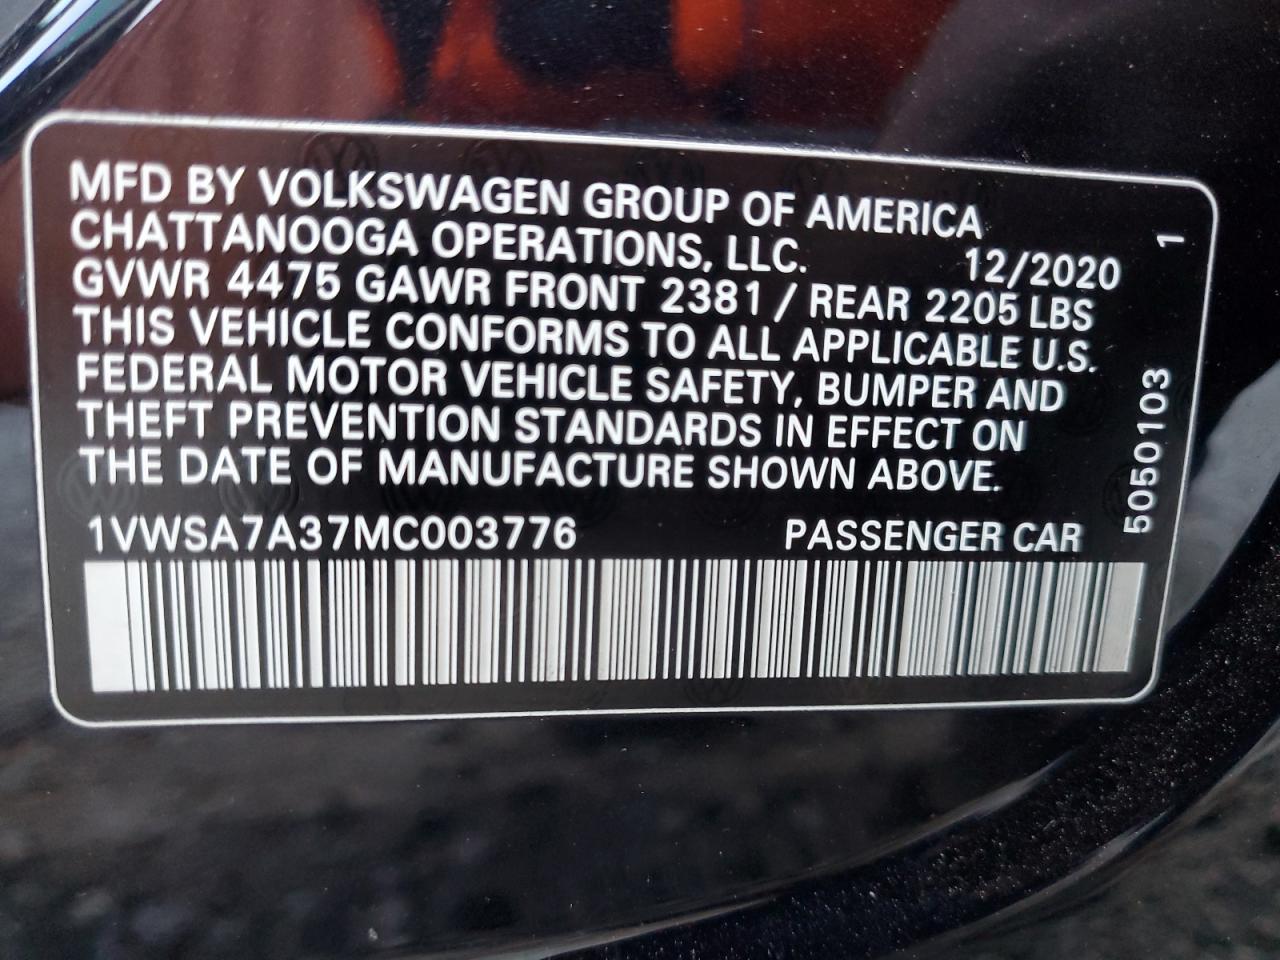 MFD BY VOLKSWAGEN GROUP OF AMERICA
CHATTANOOGA OPERATIONS, LLC. 12/2020 1
GVWR 4475 GAWR FRONT 2381 / REAR 2205 LBS
THIS VEHICLE CONFORMS TO ALL APPLICABLE U.S.
FEDERAL MOTOR VEHICLE SAFETY, BUMPER AND
THEFT PREVENTION STANDARDS IN EFFECT ON
THE DATE OF MANUFACTURE SHOWN ABOVE.
1VWSA7A37MC003776 PASSENGER CAR
5050103